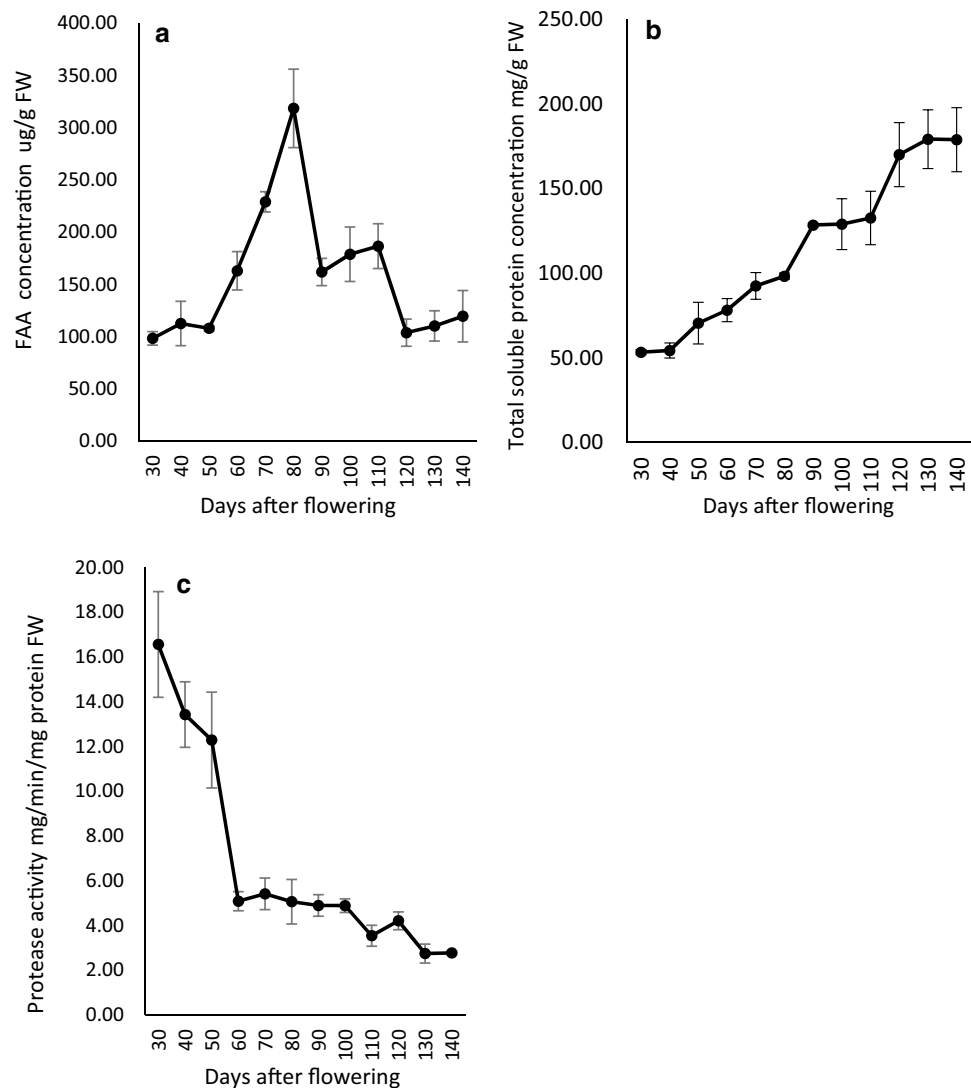 a
FAA concentration ug/g FW
400.00
350.00
300.00
250.00
200.00
150.00
100.00
50.00
0.00
30 40 50 60 70 80 90 100 110 120 130 140
Days after flowering
b
Total soluble protein concentration mg/g FW
250.00
200.00
150.00
100.00
50.00
0.00
30 40 50 60 70 80 90 100 110 120 130 140
Days after flowering
c
Protease activity mg/min/mg protein FW
20.00
18.00
16.00
14.00
12.00
10.00
8.00
6.00
4.00
2.00
0.00
30 40 50 60 70 80 90 100 110 120 130 140
Days after flowering